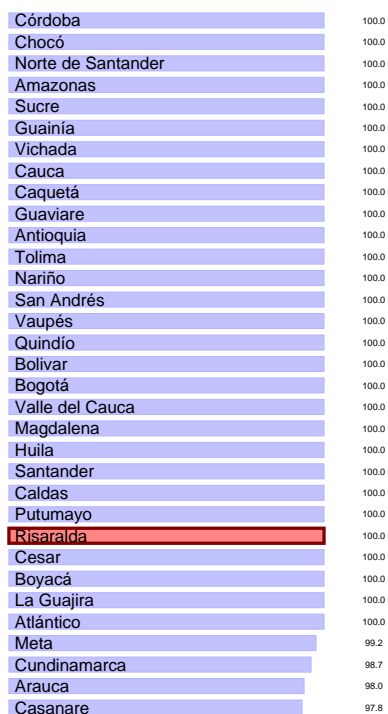 Córdoba 100.0
Chocó 100.0
Norte de Santander 100.0
Amazonas 100.0
Sucre 100.0
Guainía 100.0
Vichada 100.0
Cauca 100.0
Caquetá 100.0
Guaviare 100.0
Antioquia 100.0
Tolima 100.0
Nariño 100.0
San Andrés 100.0
Vaupés 100.0
Quindío 100.0
Bolivar 100.0
Bogotá 100.0
Valle del Cauca 100.0
Magdalena 100.0
Huila 100.0
Santander 100.0
Caldas 100.0
Putumayo 100.0
Risaralda 100.0
Cesar 100.0
Boyacá 100.0
La Guajira 100.0
Atlántico 100.0
Meta 99.2
Cundinamarca 98.7
Arauca 98.0
Casanare 97.8